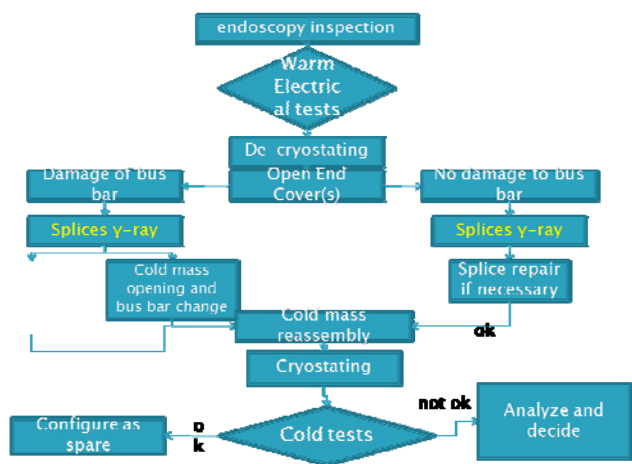 endoscopy inspection
Warm
Electric
al tests
De cryostating
Damage of bus
bar
Open End
Cover(s)
No damage to bus
bar
Splices γ-ray
Splices γ-ray
Cold mass
opening and
bus bar change
Splice repair
if necessary
Cold mass
reassembly
ok
Cryostating
not ok
Analyze and
decide
Configure as
spare
o
k
Cold tests